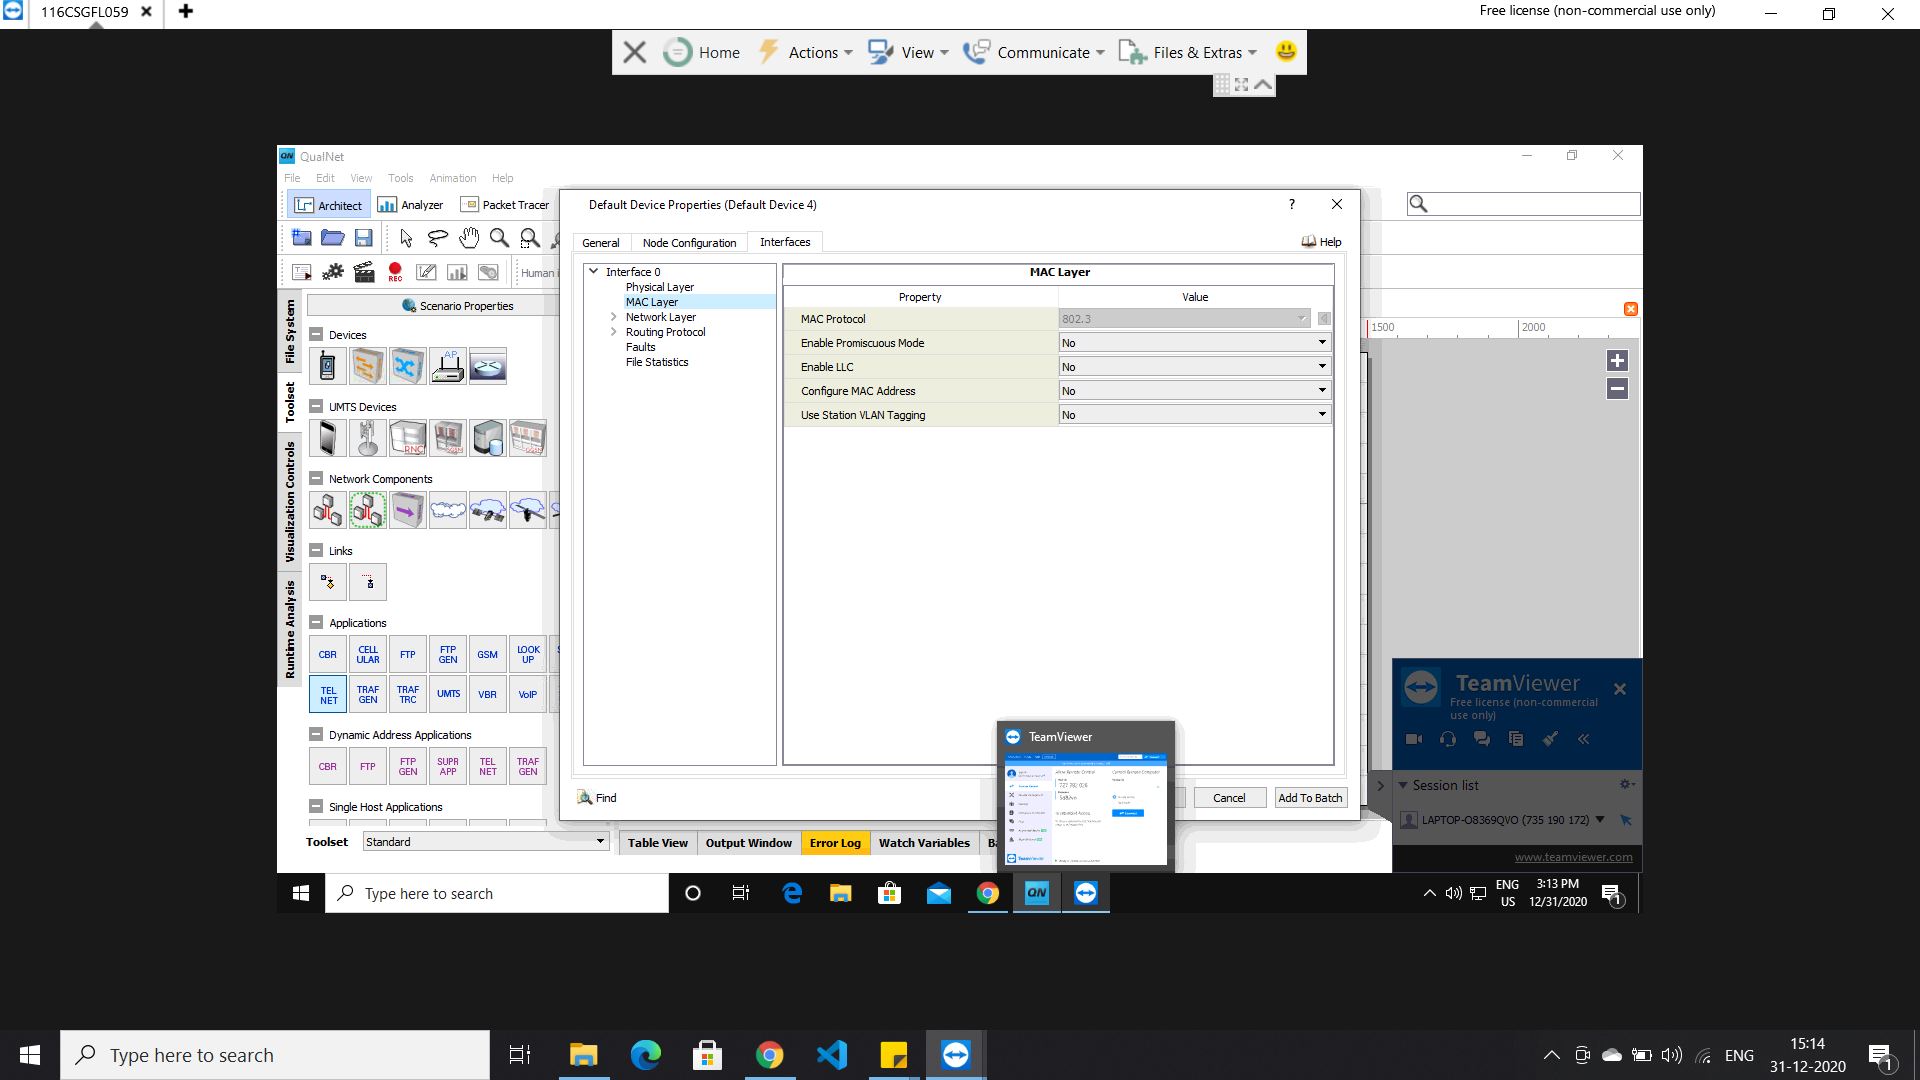 116CSGFL059
Free license (non-commercial use only)
Home Actions View Communicate Files & Extras
QN QualNet
File Edit View Tools Animation Help
Architect Analyzer Packet Tracer
Default Device Properties (Default Device 4) ?
General Node Configuration Interfaces Help
REC
Human i
File System
Toolset
Visualization Controls
Runtime Analysis
Scenario Properties
Devices
AP
UMTS Devices
RNC SGSN GGSN
Network Components
Links
Applications
CBR CELL ULAR FTP FTP GEN GSM LOOK UP
TEL NET TRAF GEN TRAF TRC UMTS VBR VoIP
Dynamic Address Applications
CBR FTP FTP GEN SUPR APP TEL NET TRAF GEN
Single Host Applications
Toolset Standard
Interface 0
Physical Layer
MAC Layer
Network Layer
Routing Protocol
Faults
File Statistics
MAC Layer
Property Value
MAC Protocol 802.3
Enable Promiscuous Mode No
Enable LLC No
Configure MAC Address No
Use Station VLAN Tagging No
Find
Cancel Add To Batch
1500 2000
TeamViewer
TeamViewer
Free license (non-commercial
use only)
Session list
LAPTOP-O8369QVO (735 190 172)
www.teamviewer.com
Table View Output Window Error Log Watch Variables Ba
Type here to search
QN
ENG
US
3:13 PM
12/31/2020
1
Type here to search
ENG
15:14
31-12-2020
1